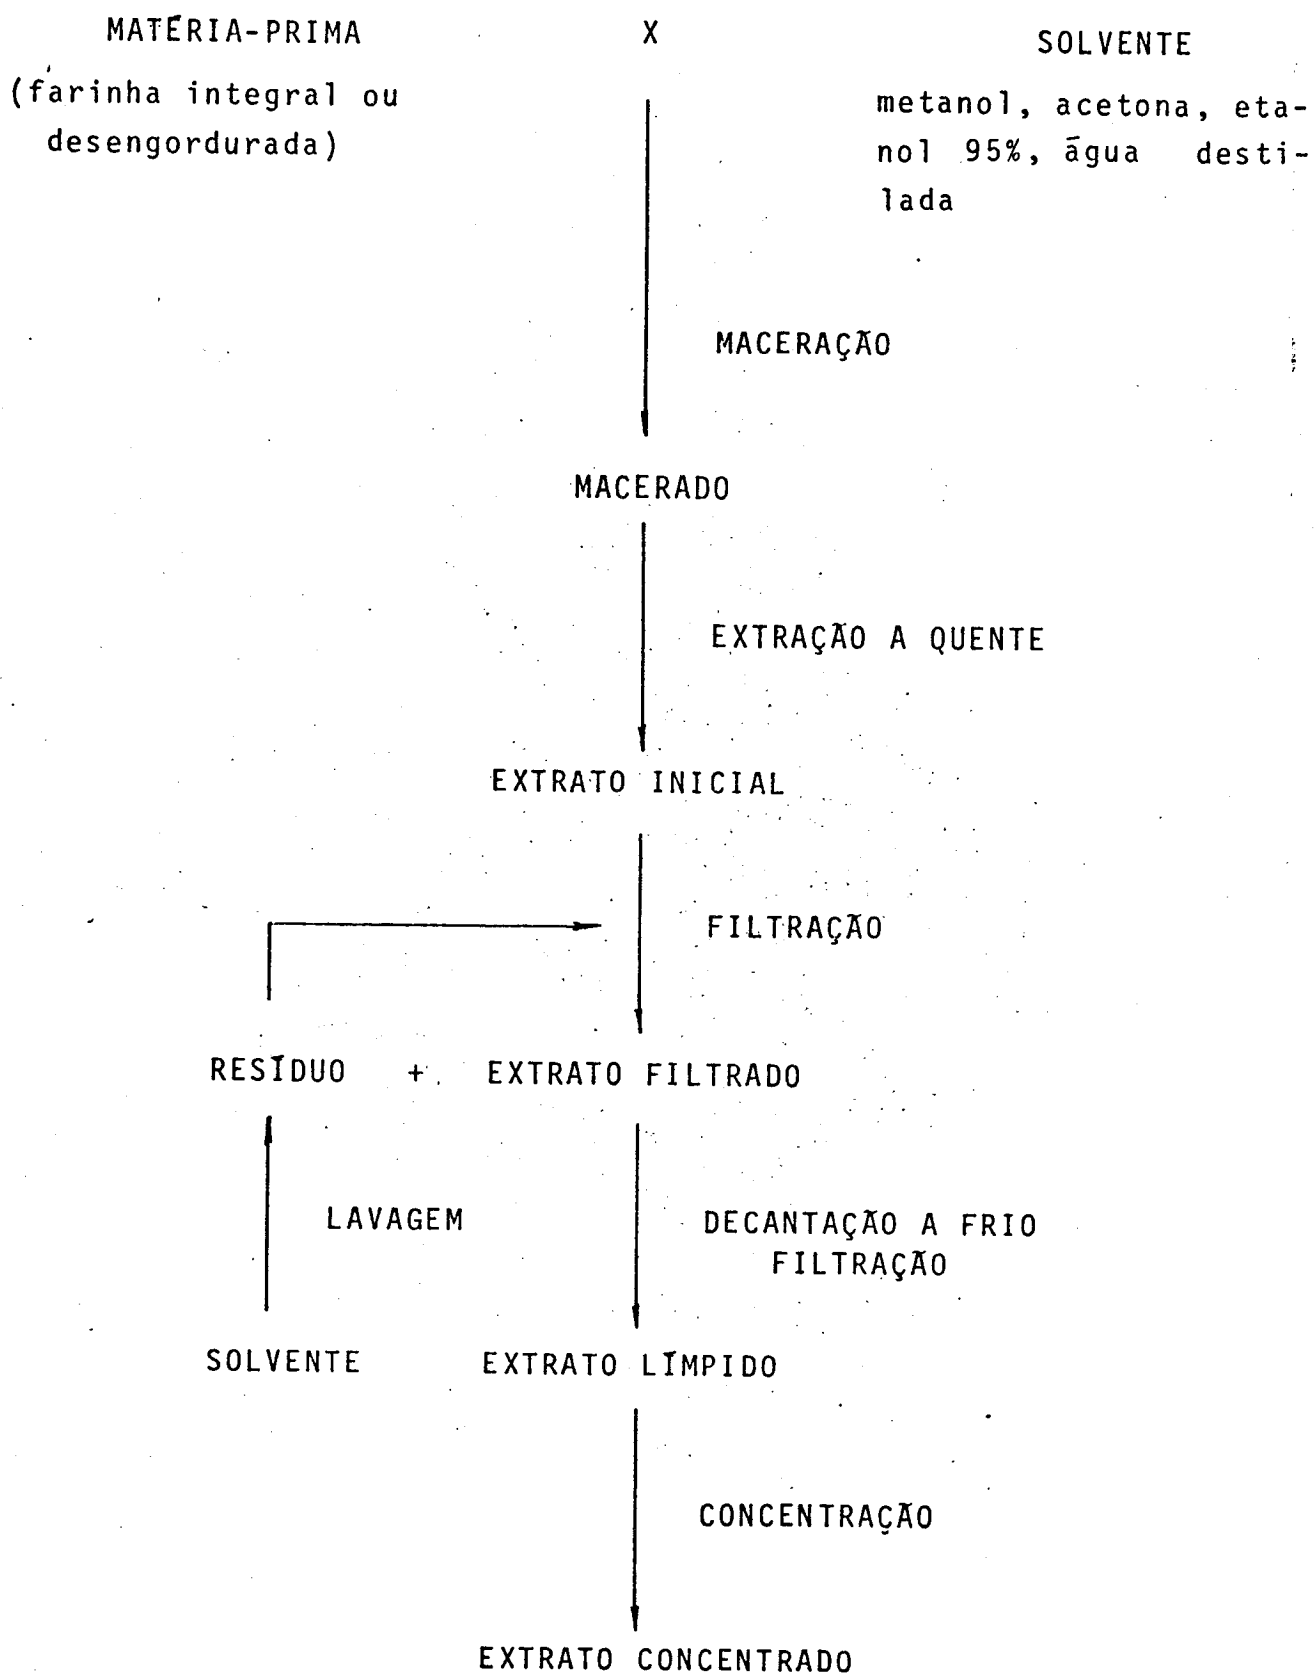 MATÉRIA-PRIMA X SOLVENTE
(farinha integral ou
desengordurada)
metanol, acetona, eta-
nol 95%, água desti-
lada
MACERAÇÃO
MACERADO
EXTRAÇÃO A QUENTE
EXTRATO INICIAL
FILTRAÇÃO
RESÍDUO + EXTRATO FILTRADO
LAVAGEM
DECANTAÇÃO A FRIO
FILTRAÇÃO
SOLVENTE
EXTRATO LÍMPIDO
CONCENTRAÇÃO
EXTRATO CONCENTRADO